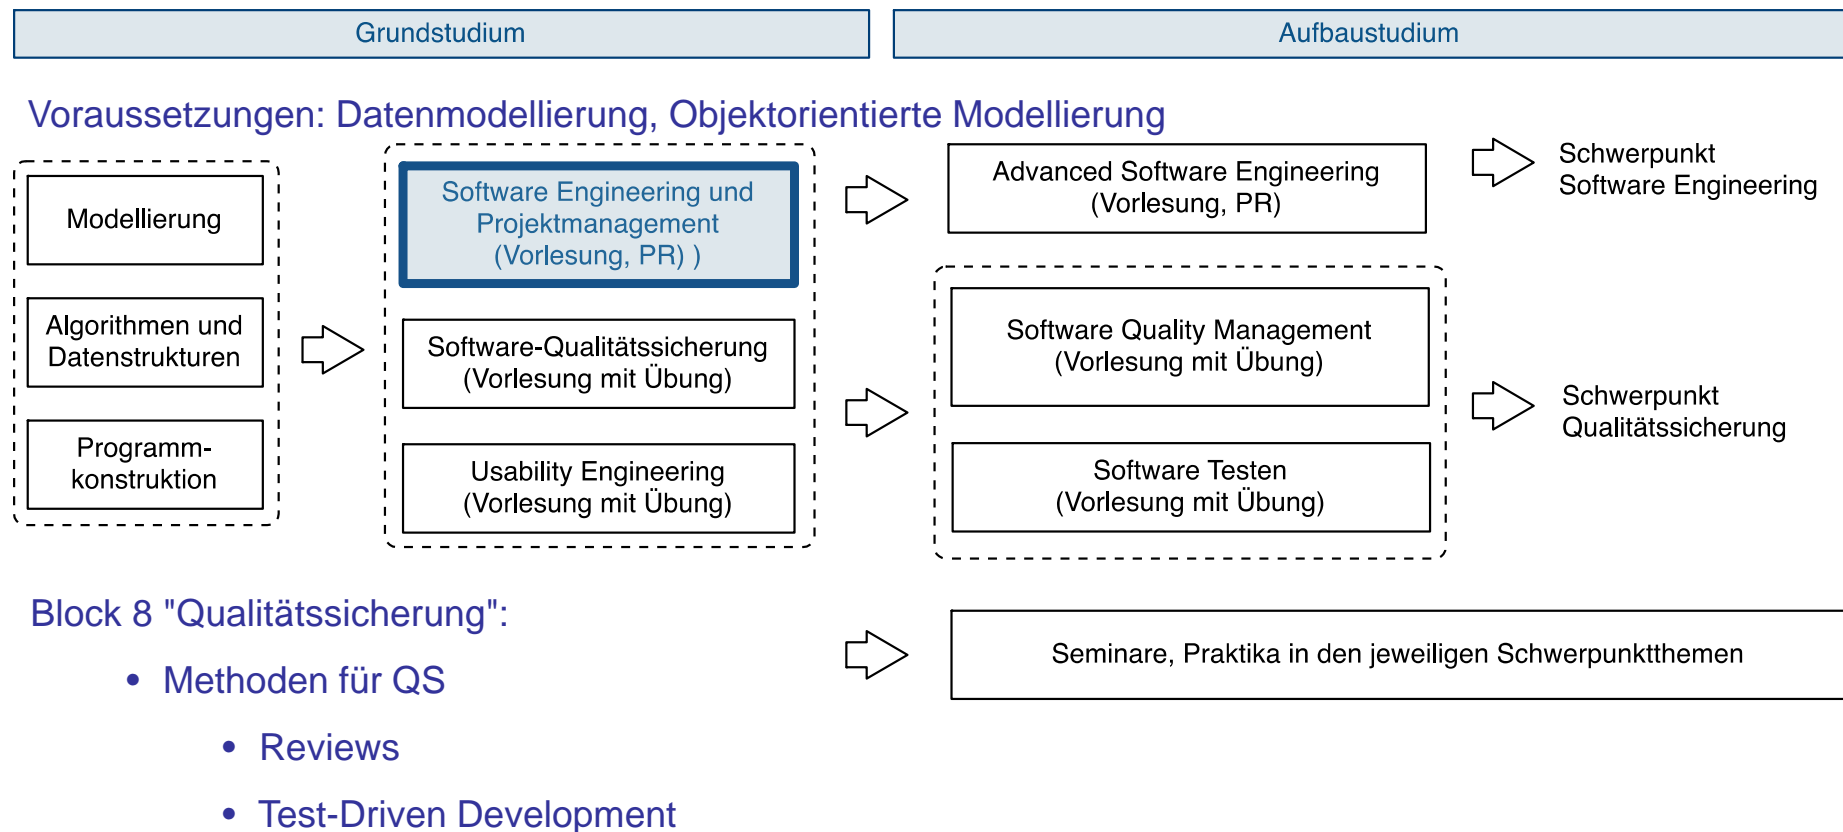 Grundstudium
Aufbaustudium
Voraussetzungen: Datenmodellierung, Objektorientierte Modellierung
Modellierung
Algorithmen und
Datenstrukturen
Programm-
konstruktion
Software Engineering und
Projektmanagement
(Vorlesung, PR) )
Software-Qualitätssicherung
(Vorlesung mit Übung)
Usability Engineering
(Vorlesung mit Übung)
Advanced Software Engineering
(Vorlesung, PR)
Software Quality Management
(Vorlesung mit Übung)
Software Testen
(Vorlesung mit Übung)
Schwerpunkt
Software Engineering
Schwerpunkt
Qualitätssicherung
Seminare, Praktika in den jeweiligen Schwerpunktthemen
Block 8 "Qualitätssicherung":
• Methoden für QS
• Reviews
• Test-Driven Development